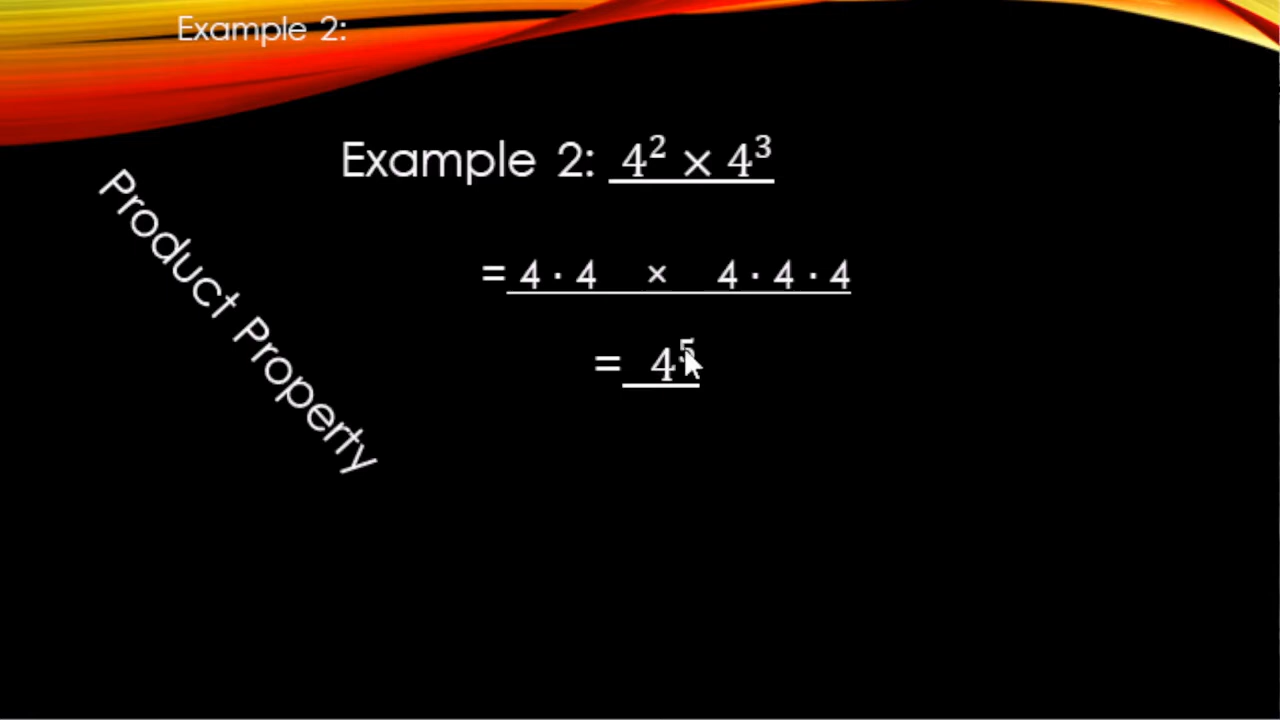 Example 2:
Example 2: 4² × 4³
Product Property
= 4 · 4 × 4 · 4 · 4
= 4⁵